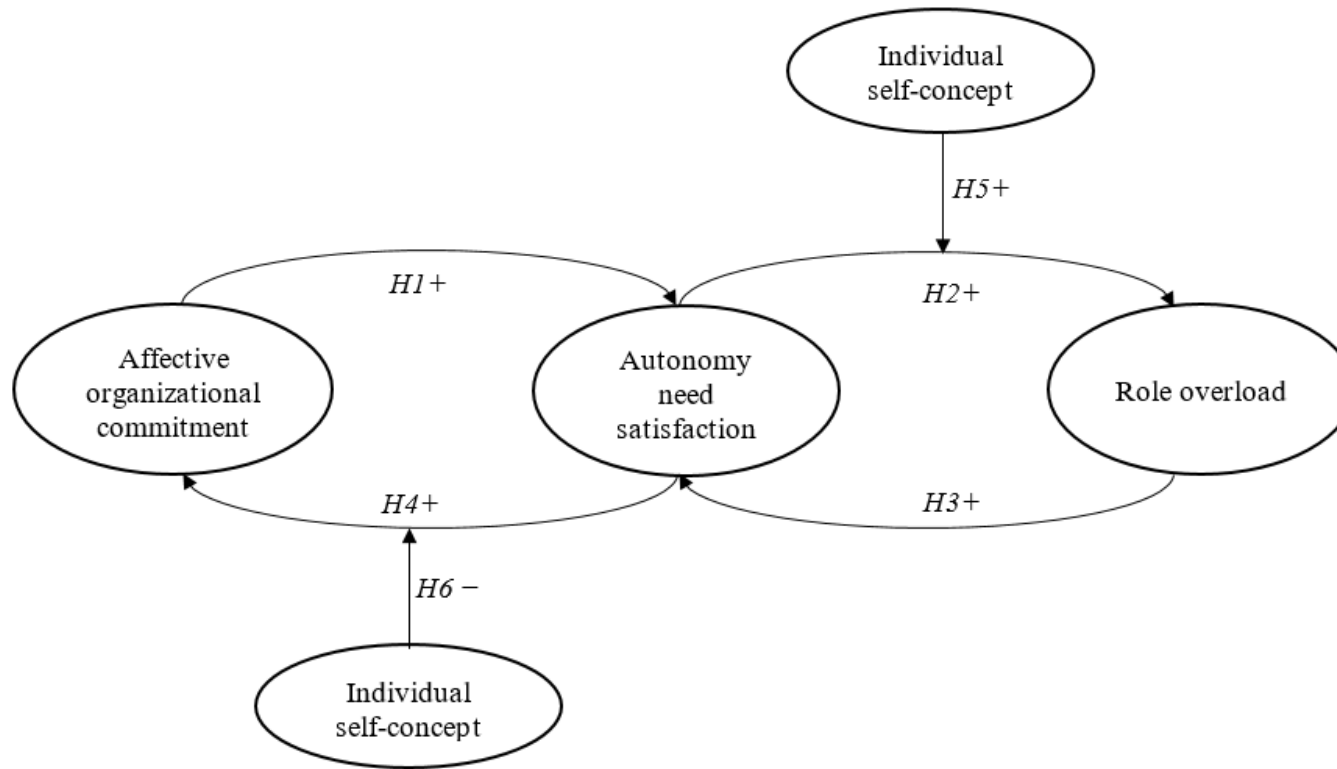 Individual
self-concept
H5+
H1+
H2+
Affective
organizational
commitment
Autonomy
need
satisfaction
Role overload
H4+
H3+
H6 −
Individual
self-concept